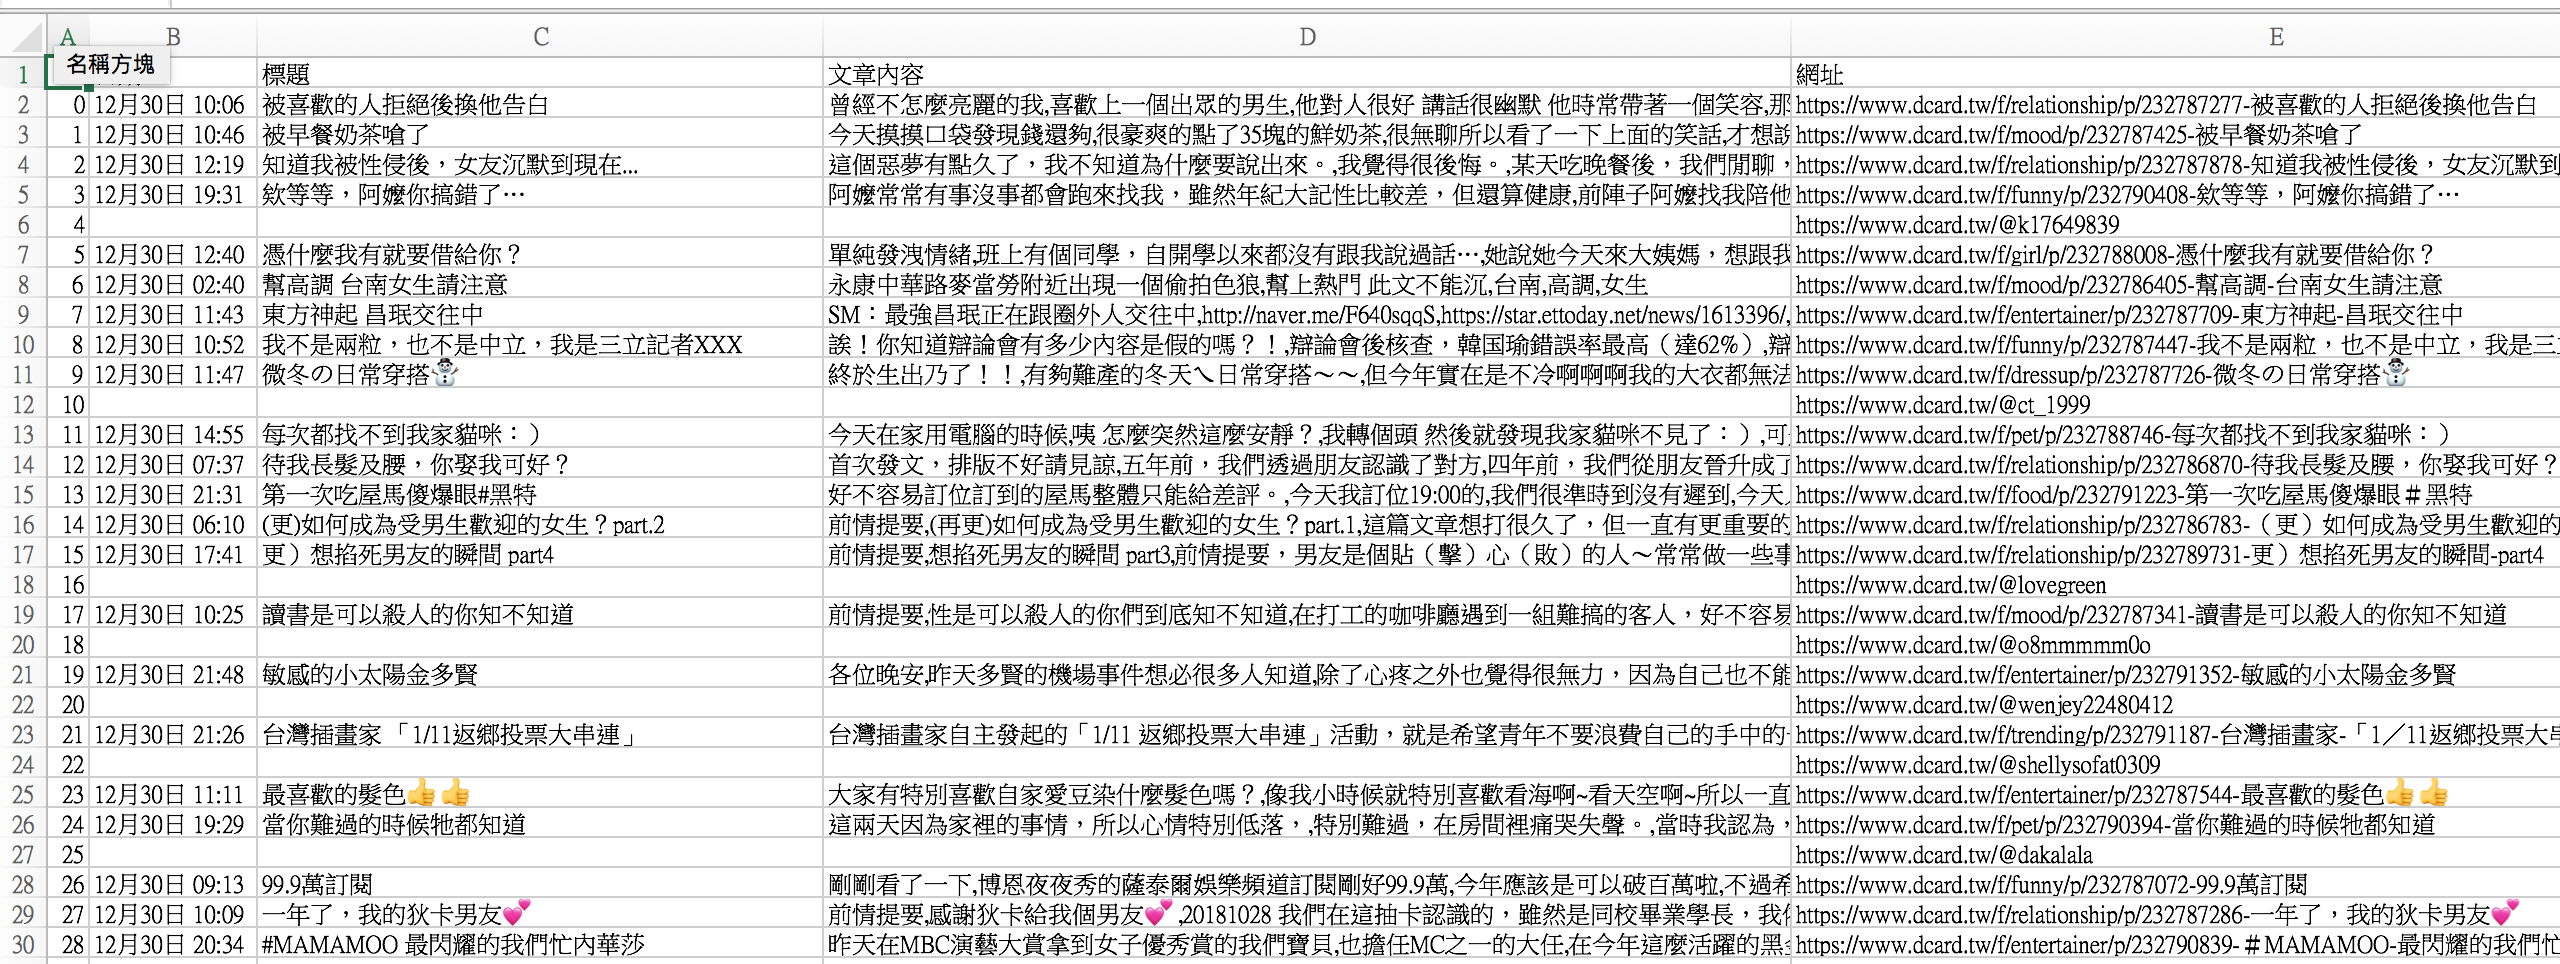 A B C D E
名稱方塊
1 標題 文章內容 網址
2 0 12月30日 10:06 被喜歡的人拒絕後換他告白 曾經不怎麼亮麗的我,喜歡上一個出眾的男生,他對人很好 講話很幽默 他時常帶著一個笑容,那 https://www.dcard.tw/f/relationship/p/232787277-被喜歡的人拒絕後換他告白
3 1 12月30日 10:46 被早餐奶茶嗆了 今天摸摸口袋發現錢還夠,很豪爽的點了35塊的鮮奶茶,很無聊所以看了一下上面的笑話,才想說 https://www.dcard.tw/f/mood/p/232787425-被早餐奶茶嗆了
4 2 12月30日 12:19 知道我被性侵後，女友沉默到現在... 這個惡夢有點久了，我不知道為什麼要說出來。,我覺得很後悔。,某天吃晚餐後，我們閒聊， https://www.dcard.tw/f/relationship/p/232787878-知道我被性侵後，女友沉默到
5 3 12月30日 19:31 欸等等，阿嬤你搞錯了⋯ 阿嬤常常有事沒事都會跑來找我，雖然年紀大記性比較差，但還算健康,前陣子阿嬤找我陪他 https://www.dcard.tw/f/funny/p/232790408-欸等等，阿嬤你搞錯了⋯
6 4 https://www.dcard.tw/@k17649839
7 5 12月30日 12:40 憑什麼我有就要借給你？ 單純發洩情緒,班上有個同學，自開學以來都沒有跟我說過話⋯,她說她今天來大姨媽，想跟我 https://www.dcard.tw/f/girl/p/232788008-憑什麼我有就要借給你？
8 6 12月30日 02:40 幫高調 台南女生請注意 永康中華路麥當勞附近出現一個偷拍色狼,幫上熱門 此文不能沉,台南,高調,女生 https://www.dcard.tw/f/mood/p/232786405-幫高調-台南女生請注意
9 7 12月30日 11:43 東方神起 昌珉交往中 SM：最強昌珉正在跟圈外人交往中,http://naver.me/F640sqqS,https://star.ettoday.net/news/1613396/, https://www.dcard.tw/f/entertainer/p/232787709-東方神起-昌珉交往中
10 8 12月30日 10:52 我不是兩粒，也不是中立，我是三立記者XXX 誒！你知道辯論會有多少內容是假的嗎？！,辯論會後核查，韓国瑜錯誤率最高（達62%）,辯 https://www.dcard.tw/f/funny/p/232787447-我不是兩粒，也不是中立，我是三
11 9 12月30日 11:47 微冬の日常穿搭☃️ 終於生出乃了！！,有夠難產的冬天ㄟ日常穿搭～～,但今年實在是不冷啊啊啊我的大衣都無法 https://www.dcard.tw/f/dressup/p/232787726-微冬の日常穿搭☃️
12 10 https://www.dcard.tw/@ct_1999
13 11 12月30日 14:55 每次都找不到我家貓咪：） 今天在家用電腦的時候,咦 怎麼突然這麼安靜？,我轉個頭 然後就發現我家貓咪不見了：）,可 https://www.dcard.tw/f/pet/p/232788746-每次都找不到我家貓咪：）
14 12 12月30日 07:37 待我長髮及腰，你娶我可好？ 首次發文，排版不好請見諒,五年前，我們透過朋友認識了對方,四年前，我們從朋友晉升成了 https://www.dcard.tw/f/relationship/p/232786870-待我長髮及腰，你娶我可好？
15 13 12月30日 21:31 第一次吃屋馬傻爆眼#黑特 好不容易訂位訂到的屋馬整體只能給差評。,今天我訂位19:00的,我們很準時到沒有遲到,今天 https://www.dcard.tw/f/food/p/232791223-第一次吃屋馬傻爆眼＃黑特
16 14 12月30日 06:10 (更)如何成為受男生歡迎的女生？part.2 前情提要,(再更)如何成為受男生歡迎的女生？part.1,這篇文章想打很久了，但一直有更重要的 https://www.dcard.tw/f/relationship/p/232786783-（更）如何成為受男生歡迎的
17 15 12月30日 17:41 更）想掐死男友的瞬間 part4 前情提要,想掐死男友的瞬間 part3,前情提要，男友是個貼（擊）心（敗）的人～常常做一些事 https://www.dcard.tw/f/relationship/p/232789731-更）想掐死男友的瞬間-part4
18 16 https://www.dcard.tw/@lovegreen
19 17 12月30日 10:25 讀書是可以殺人的你知不知道 前情提要,性是可以殺人的你們到底知不知道,在打工的咖啡廳遇到一組難搞的客人，好不容易 https://www.dcard.tw/f/mood/p/232787341-讀書是可以殺人的你知不知道
20 18 https://www.dcard.tw/@o8mmmmm0o
21 19 12月30日 21:48 敏感的小太陽金多賢 各位晚安,昨天多賢的機場事件想必很多人知道,除了心疼之外也覺得很無力，因為自己也不能 https://www.dcard.tw/f/entertainer/p/232791352-敏感的小太陽金多賢
22 20 https://www.dcard.tw/@wenjey22480412
23 21 12月30日 21:26 台灣插畫家 「1/11返鄉投票大串連」 台灣插畫家自主發起的「1/11 返鄉投票大串連」活動，就是希望青年不要浪費自己的手中的 https://www.dcard.tw/f/trending/p/232791187-台灣插畫家-「1／11返鄉投票大串
24 22 https://www.dcard.tw/@shellysofat0309
25 23 12月30日 11:11 最喜歡的髮色👍👍 大家有特別喜歡自家愛豆染什麼髮色嗎？,像我小時候就特別喜歡看海啊~看天空啊~所以一直 https://www.dcard.tw/f/entertainer/p/232787544-最喜歡的髮色👍👍
26 24 12月30日 19:29 當你難過的時候牠都知道 這兩天因為家裡的事情，所以心情特別低落，,特別難過，在房間裡痛哭失聲。,當時我認為， https://www.dcard.tw/f/pet/p/232790394-當你難過的時候牠都知道
27 25 https://www.dcard.tw/@dakalala
28 26 12月30日 09:13 99.9萬訂閱 剛剛看了一下,博恩夜夜秀的薩泰爾娛樂頻道訂閱剛好99.9萬,今年應該是可以破百萬啦,不過希 https://www.dcard.tw/f/funny/p/232787072-99.9萬訂閱
29 27 12月30日 10:09 一年了，我的狄卡男友💕 前情提要,感謝狄卡給我個男友💕,20181028 我們在這抽卡認識的，雖然是同校畢業學長，我 https://www.dcard.tw/f/relationship/p/232787286-一年了，我的狄卡男友💕
30 28 12月30日 20:34 #MAMAMOO 最閃耀的我們忙內華莎 昨天在MBC演藝大賞拿到女子優秀賞的我們寶貝,也擔任MC之一的大任,在今年這麼活躍的黑 https://www.dcard.tw/f/entertainer/p/232790839-＃MAMAMOO-最閃耀的我們忙